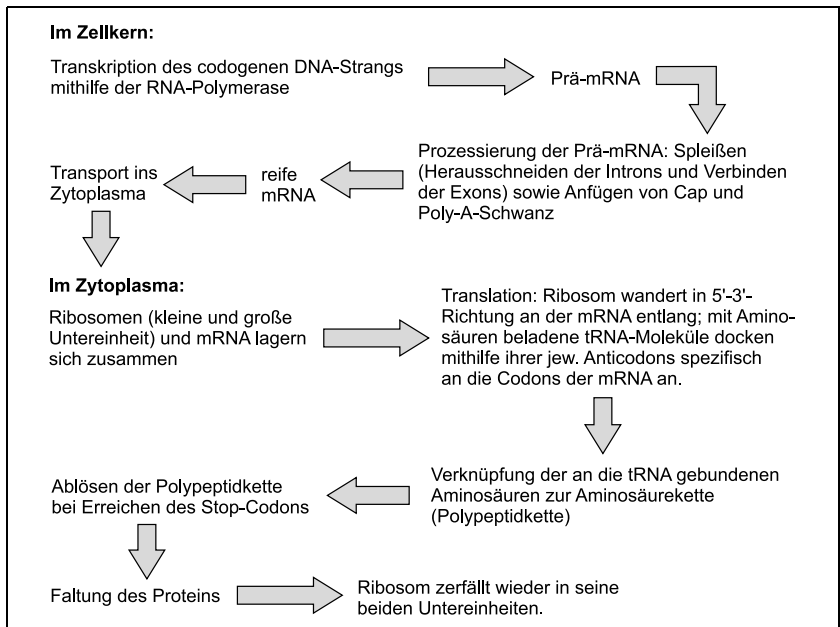 Im Zellkern:
Transkription des codogenen DNA-Strangs
mithilfe der RNA-Polymerase
Prä-mRNA
Prozessierung der Prä-mRNA: Spleißen
(Herausschneiden der Introns und Verbinden
der Exons) sowie Anfügen von Cap und
Poly-A-Schwanz
reife
mRNA
Transport ins
Zytoplasma
Im Zytoplasma:
Ribosomen (kleine und große
Untereinheit) und mRNA lagern
sich zusammen
Translation: Ribosom wandert in 5'-3'-
Richtung an der mRNA entlang; mit Amino-
säuren beladene tRNA-Moleküle docken
mithilfe ihrer jew. Anticodons spezifisch
an die Codons der mRNA an.
Verknüpfung der an die tRNA gebundenen
Aminosäuren zur Aminosäurekette
(Polypeptidkette)
Ablösen der Polypeptidkette
bei Erreichen des Stop-Codons
Faltung des Proteins
Ribosom zerfällt wieder in seine
beiden Untereinheiten.